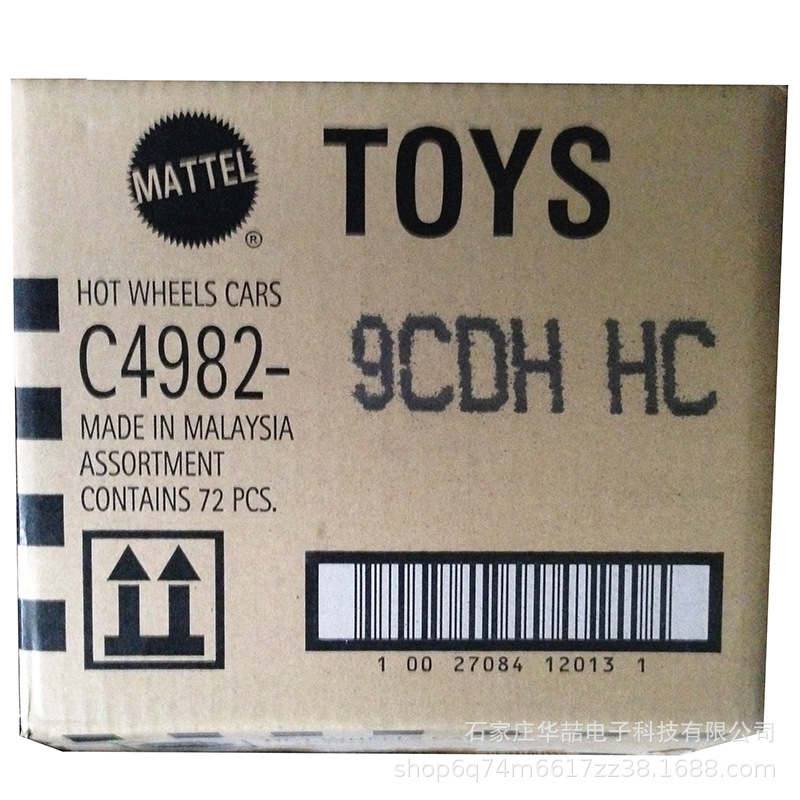 MATTEL
®
TOYS
HOT WHEELS CARS
C4982-
9CDH HC
MADE IN MALAYSIA
ASSORTMENT
CONTAINS 72 PCS.
1 00 27084 12013 1
石家庄华喆电子科技有限公司
shop6q74m6617zz38.1688.com